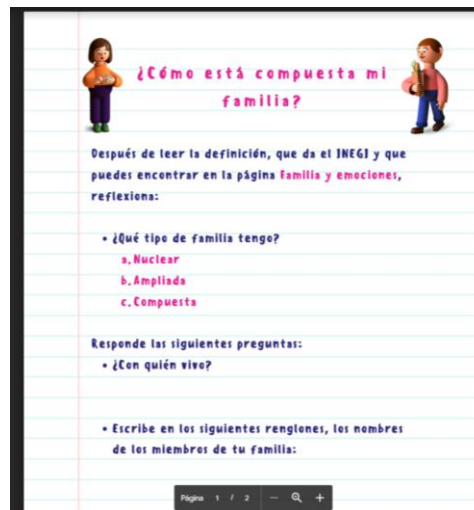 ¿Cómo está compuesta mi
familia?
Después de leer la definición, que da el INEGI y que
puedes encontrar en la página Familia y emociones,
reflexiona:
• ¿Qué tipo de familia tengo?
a. Nuclear
b. Ampliada
c. Compuesta
Responde las siguientes preguntas:
• ¿Con quién vivo?
• Escribe en los siguientes renglones, los nombres
de los miembros de tu familia:
Página 1 / 2 — +